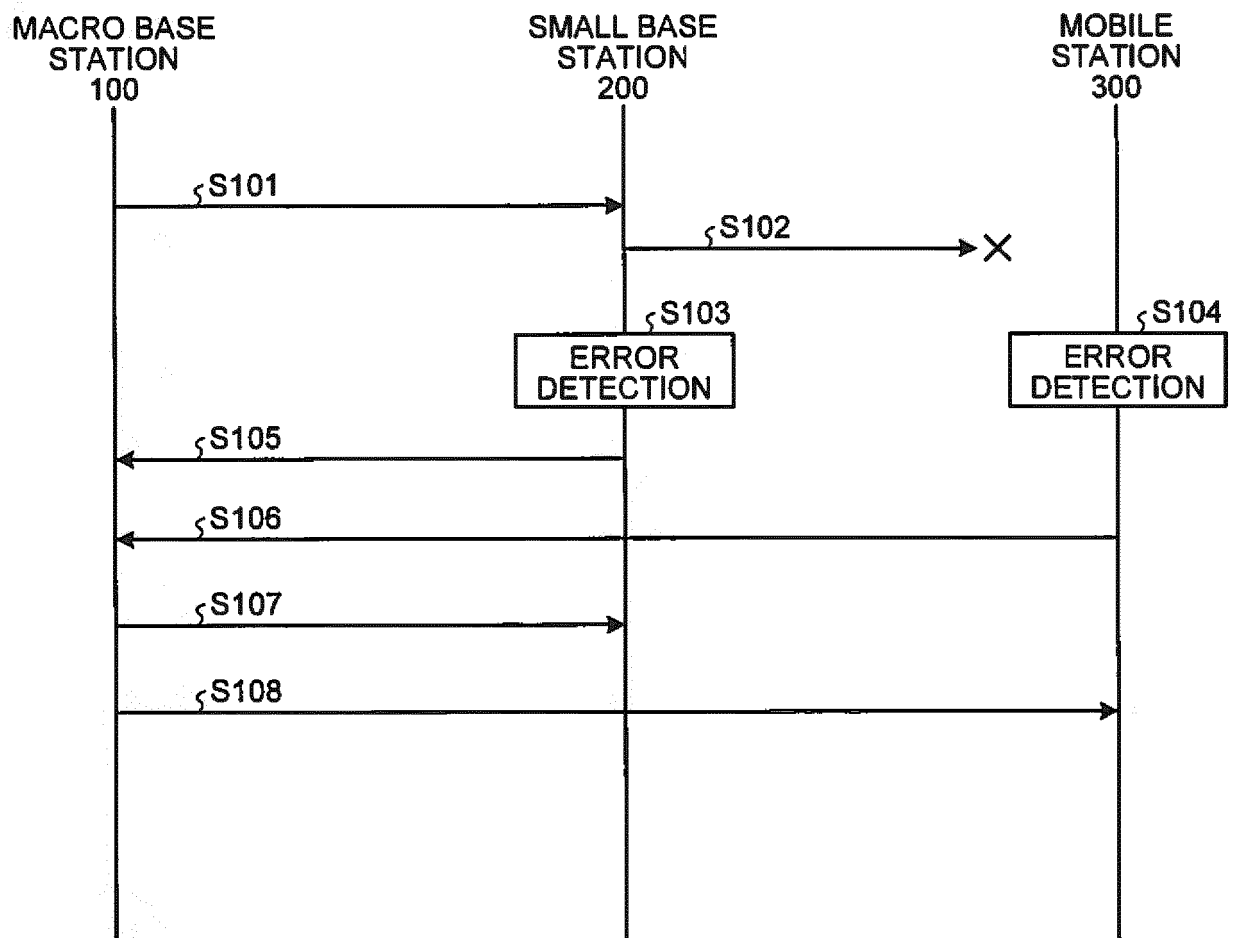 MACRO BASE
STATION
100
SMALL BASE
STATION
200
MOBILE
STATION
300
S101
S102
S103
ERROR
DETECTION
S104
ERROR
DETECTION
S105
S106
S107
S108